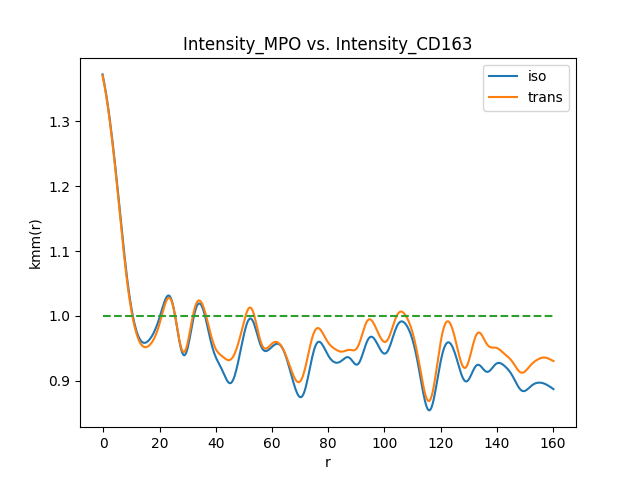 Intensity_MPO vs. Intensity_CD163
iso
trans
kmm(r)
1.3
1.2
1.1
1.0
0.9
0 20 40 60 80 100 120 140 160
r